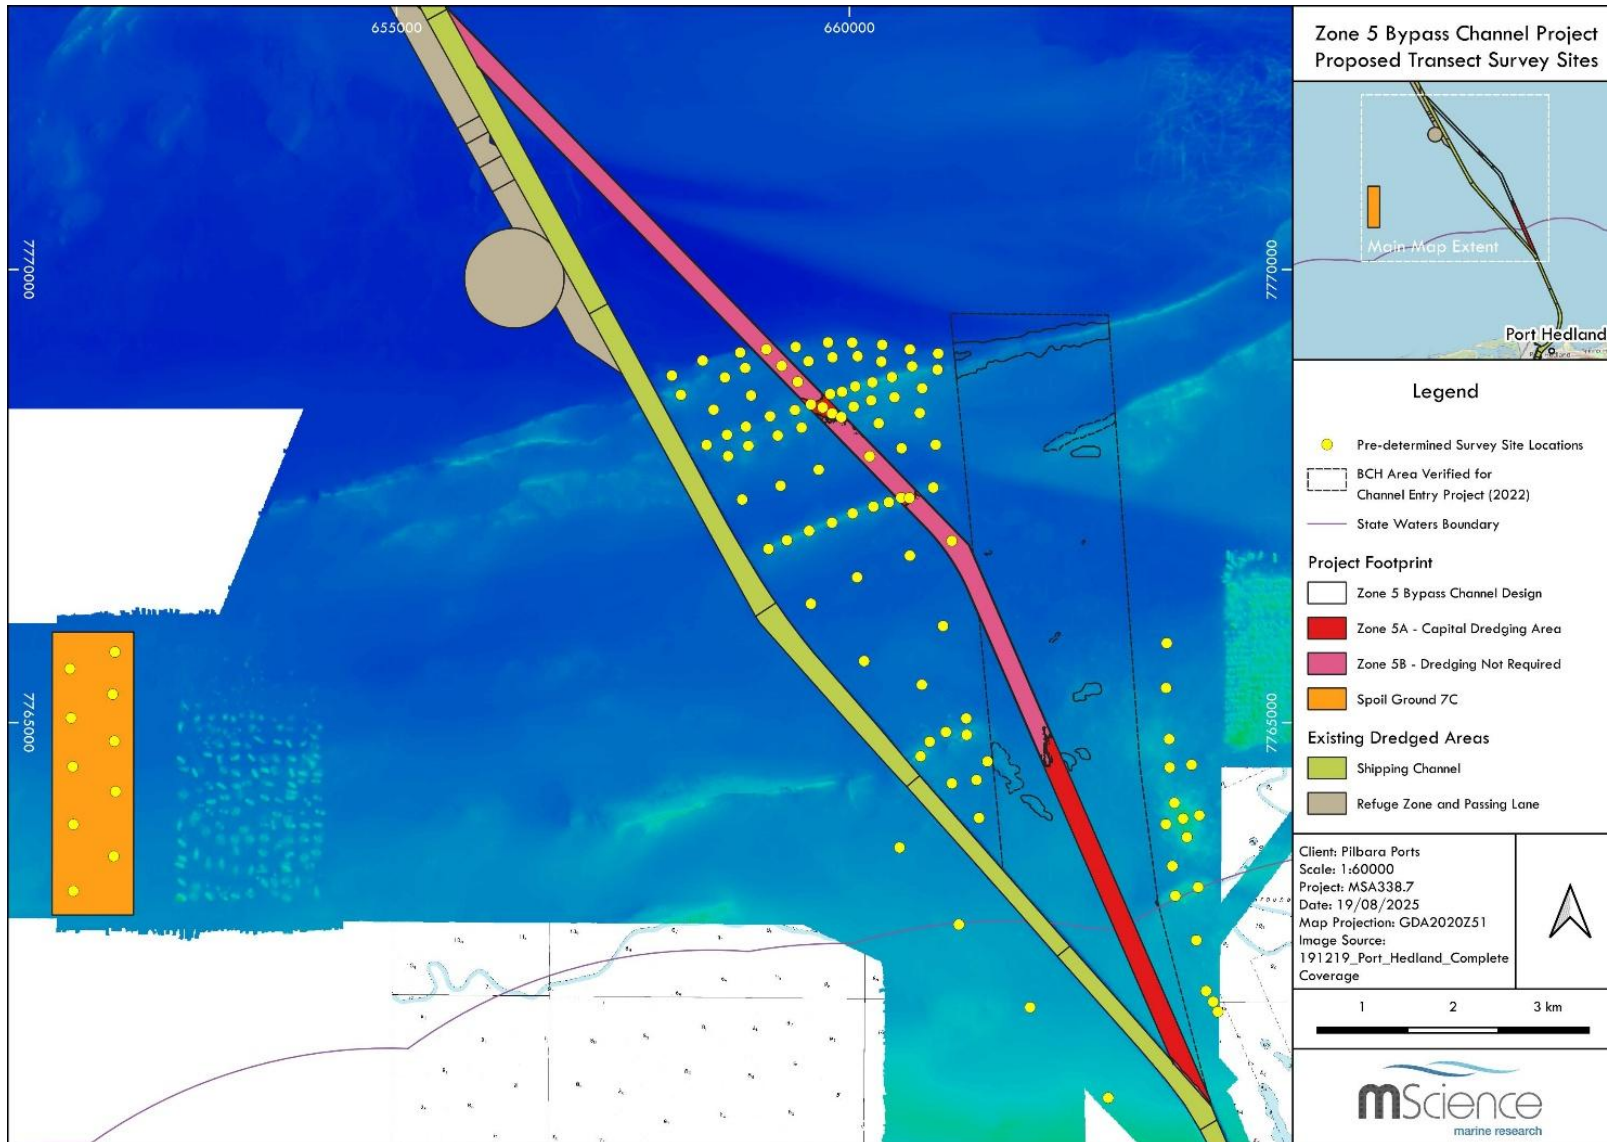 655000
660000
7770000
7770000
7765000
7765000
Zone 5 Bypass Channel Project
Proposed Transect Survey Sites
Main Map Extent
Port Hedland
Legend
Pre-determined Survey Site Locations
BCH Area Verified for
Channel Entry Project (2022)
State Waters Boundary
Project Footprint
Zone 5 Bypass Channel Design
Zone 5A - Capital Dredging Area
Zone 5B - Dredging Not Required
Spoil Ground 7C
Existing Dredged Areas
Shipping Channel
Refuge Zone and Passing Lane
Client: Pilbara Ports
Scale: 1:60000
Project: MSA338.7
Date: 19/08/2025
Map Projection: GDA2020Z51
Image Source:
191219_Port_Hedland_Complete
Coverage
1 2 3 km
mScience
marine research